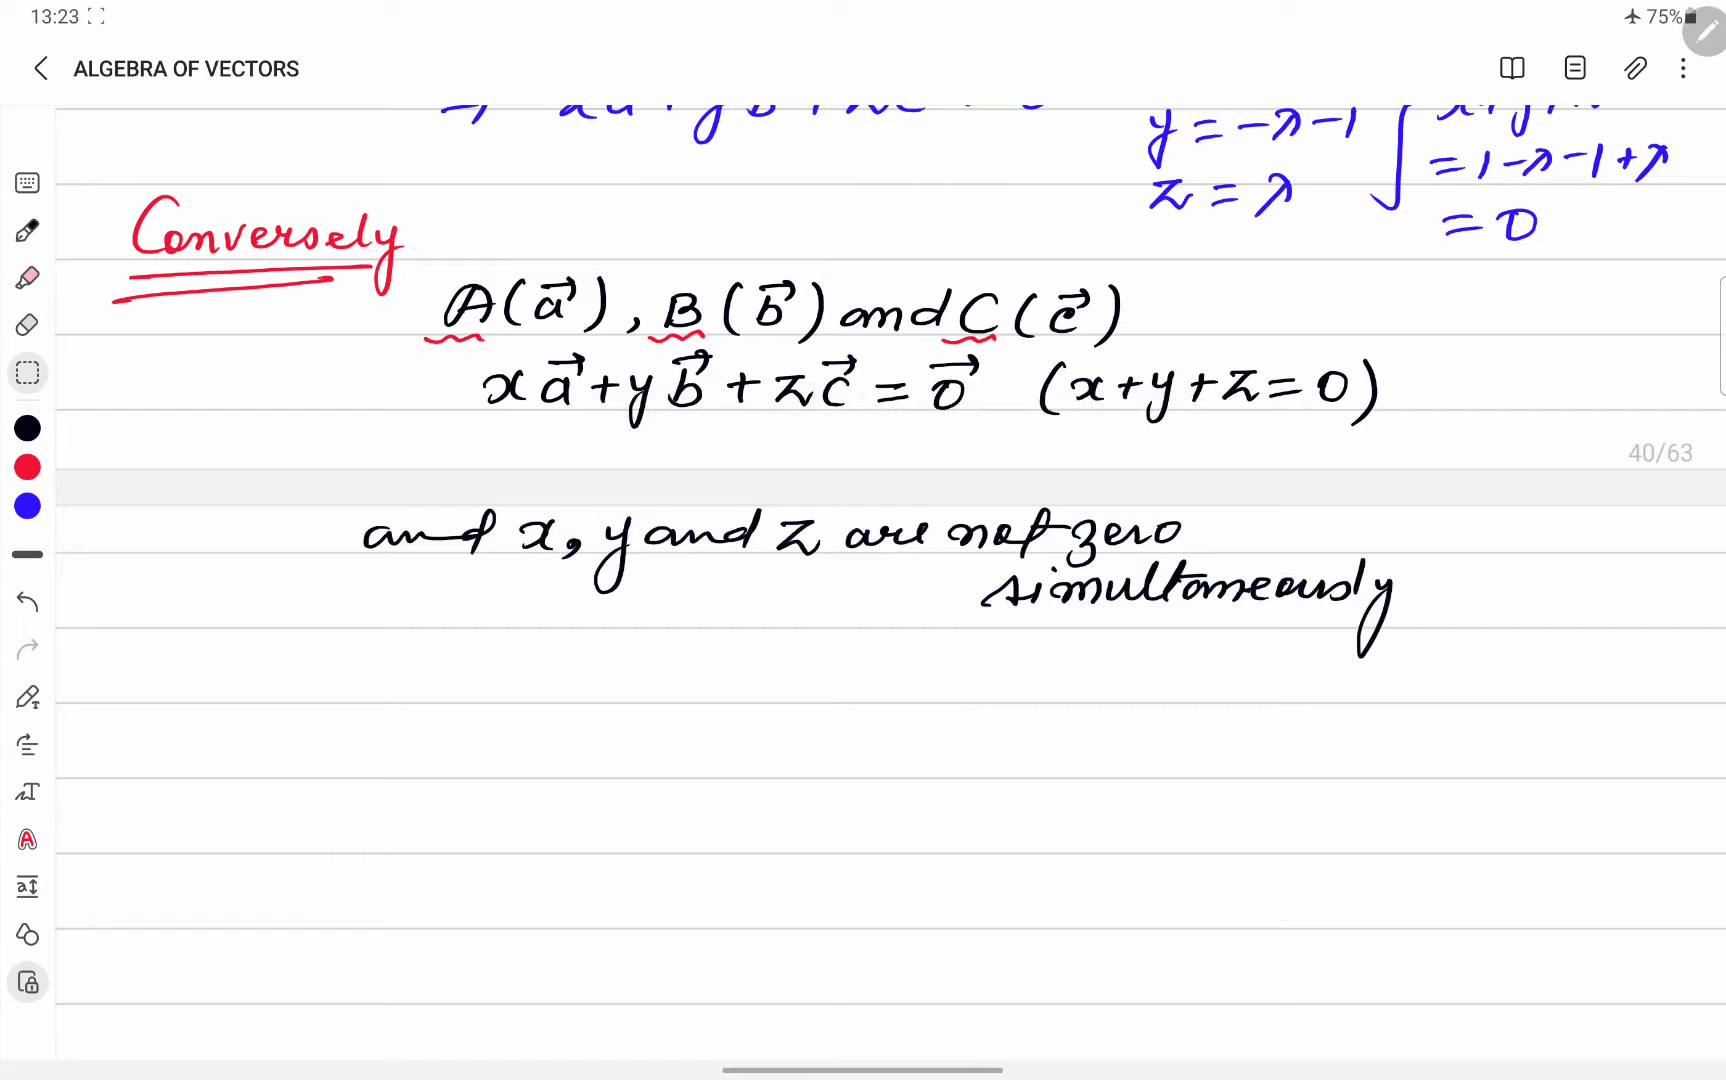 13:23
75%
ALGEBRA OF VECTORS
y = -λ-1
z = λ
= 1-λ-1+λ
= 0
Conversely
A(a⃗), B(b⃗) and C(c⃗)
xa⃗+yb⃗+zc⃗ = 0⃗ (x+y+z=0)
40/63
and x, y and z are not zero
simultaneously